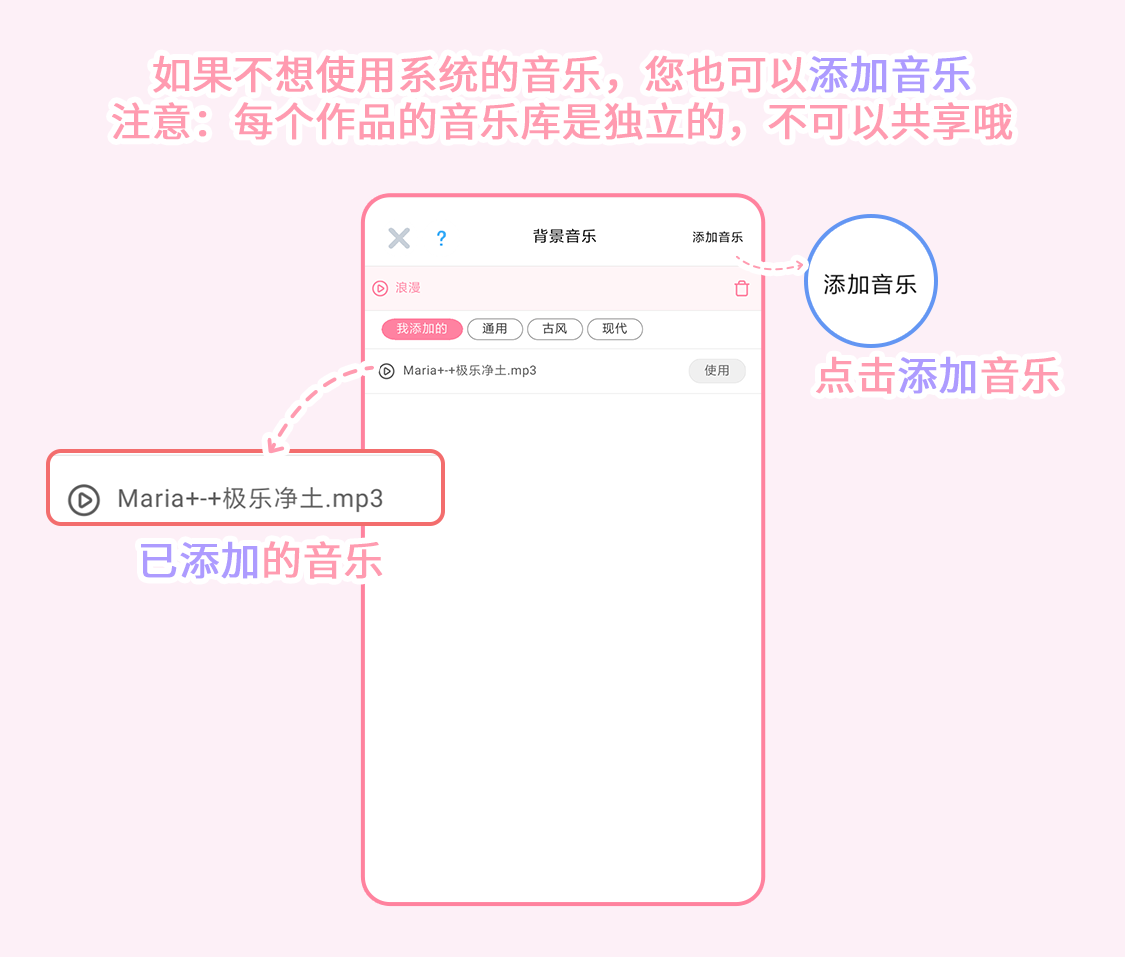 如果不想使用系统的音乐，您也可以添加音乐
注意：每个作品的音乐库是独立的，不可以共享哦
?
背景音乐
添加音乐
浪漫
我添加的
通用
古风
现代
Maria+-+极乐净土.mp3
使用
添加音乐
点击添加音乐
Maria+-+极乐净土.mp3
已添加的音乐